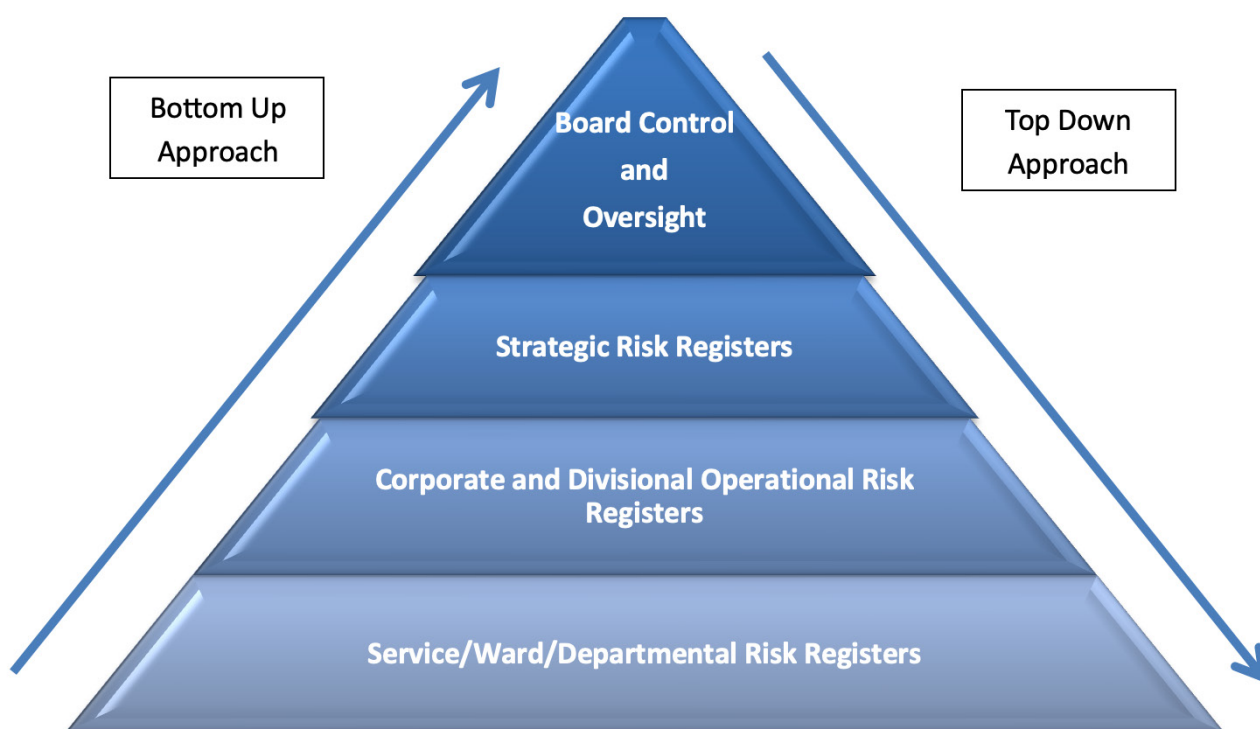 Bottom Up
Approach
Board Control
and
Oversight
Top Down
Approach
Strategic Risk Registers
Corporate and Divisional Operational Risk
Registers
Service/Ward/Departmental Risk Registers